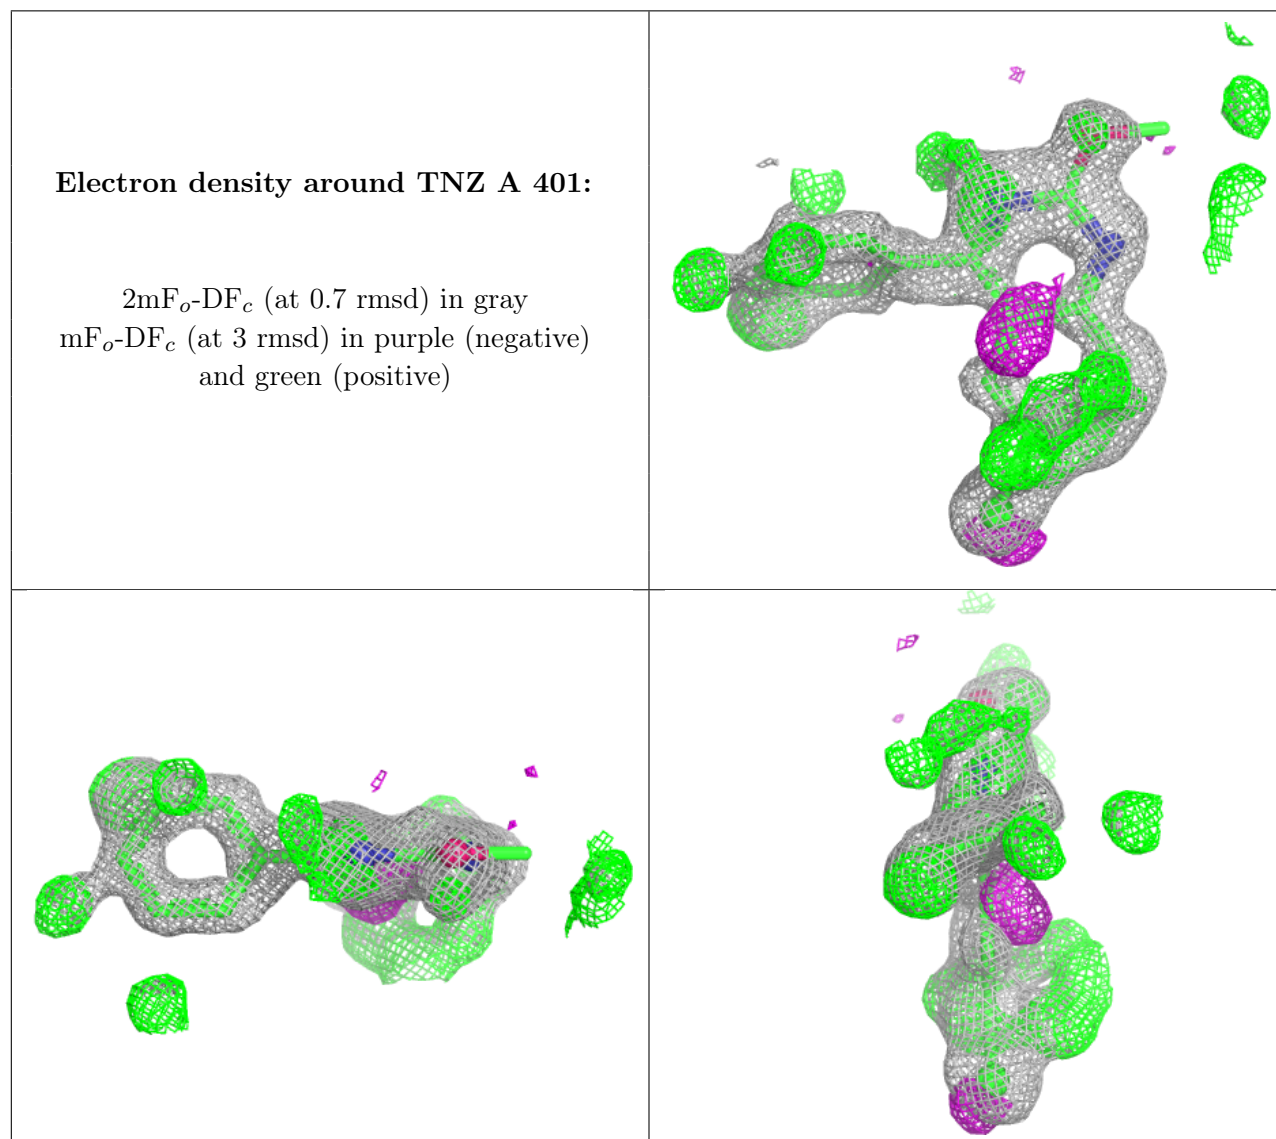 Electron density around TNZ A 401:
2mFₒ-DF𝒸 (at 0.7 rmsd) in gray
mFₒ-DF𝒸 (at 3 rmsd) in purple (negative)
and green (positive)